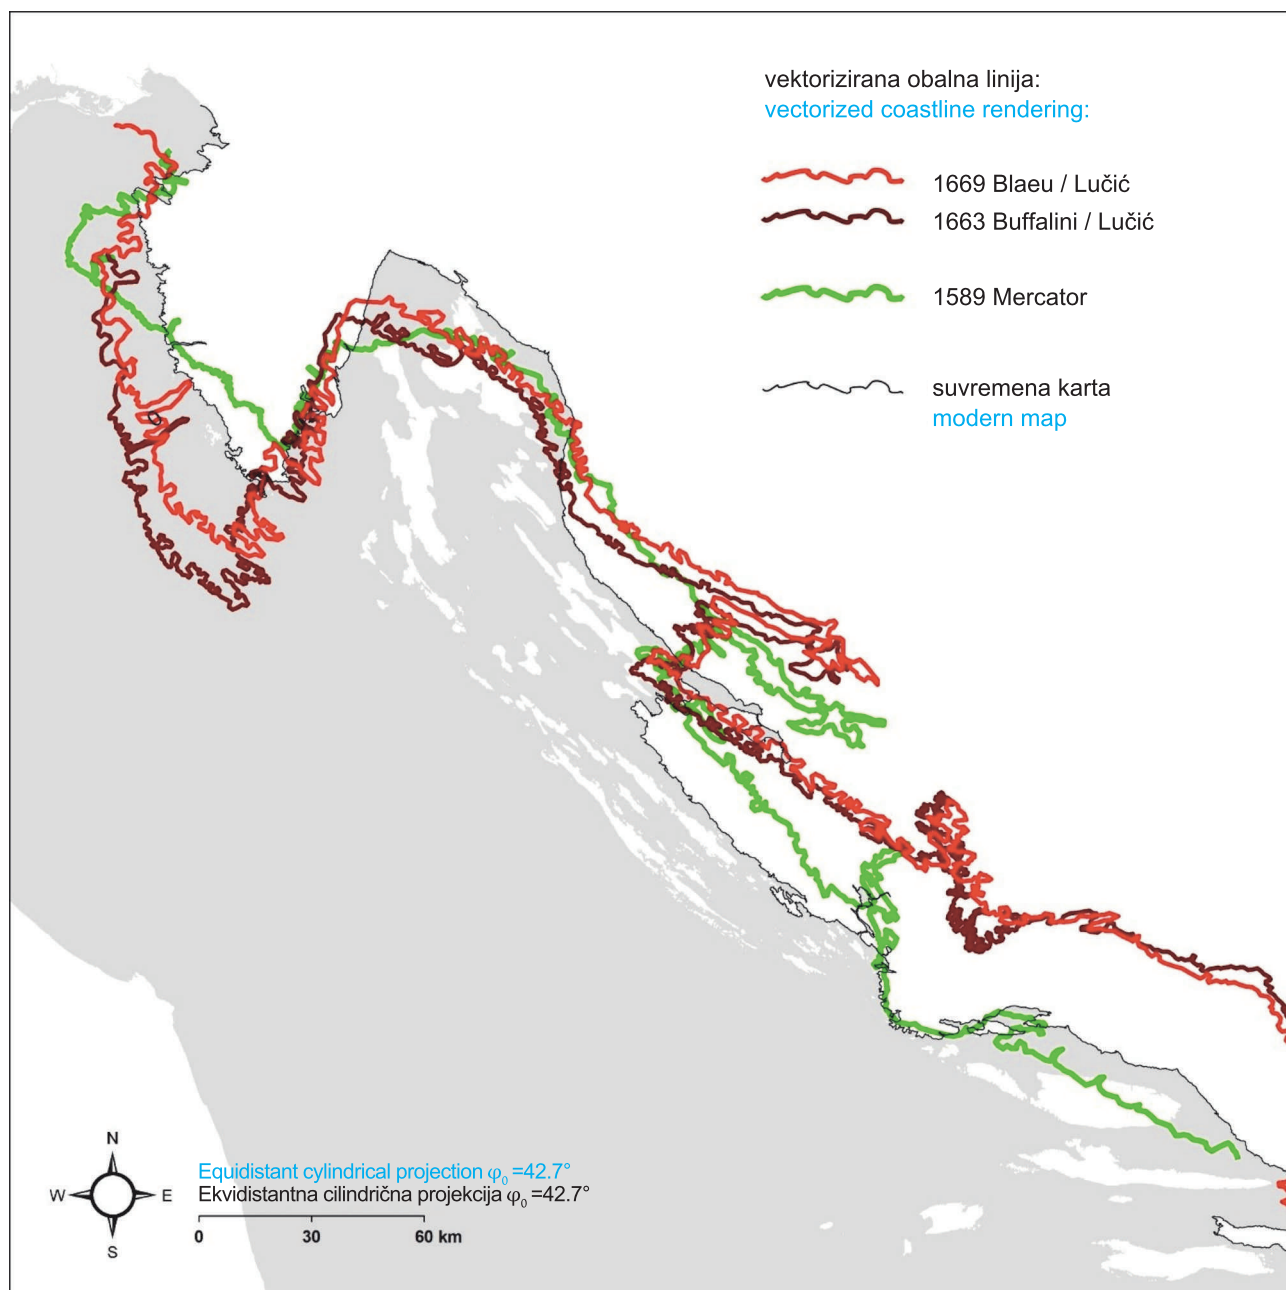 vektorizirana obalna linija:
vectorized coastline rendering:
1669 Blaeu / Lučić
1663 Buffalini / Lučić
1589 Mercator
suvremena karta
modern map
N
W E
S
Equidistant cylindrical projection φ₀ =42.7°
Ekvidistantna cilindrična projekcija φ₀ =42.7°
0 30 60 km